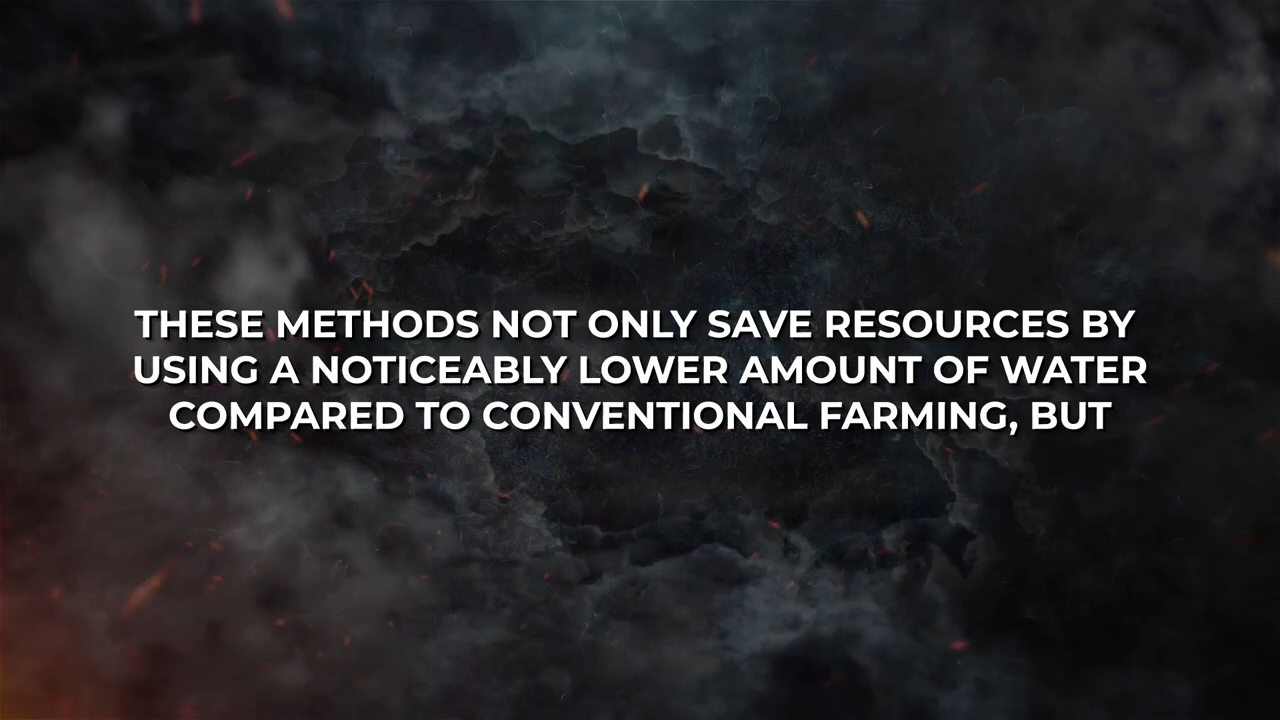 THESE METHODS NOT ONLY SAVE RESOURCES BY
USING A NOTICEABLY LOWER AMOUNT OF WATER
COMPARED TO CONVENTIONAL FARMING, BUT